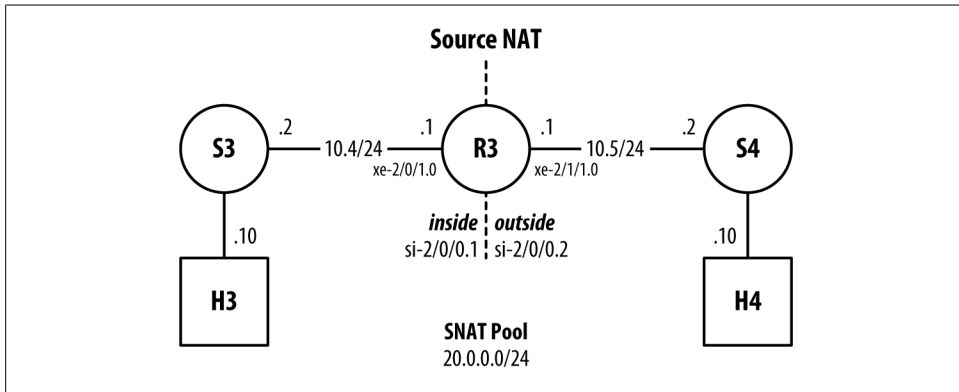 Source NAT
S3
.2
10.4/24
.1
xe-2/0/1.0
R3
.1
xe-2/1/1.0
10.5/24
.2
S4
inside
outside
si-2/0/0.1
si-2/0/0.2
.10
.10
H3
H4
SNAT Pool
20.0.0.0/24